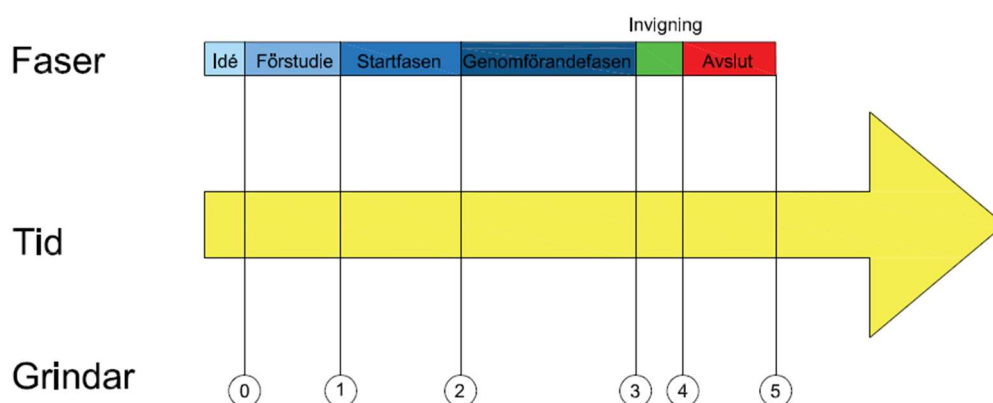 Invigning
Faser
Idé Förstudie Startfasen Genomförandefasen Avslut
Tid
Grindar
0 1 2 3 4 5